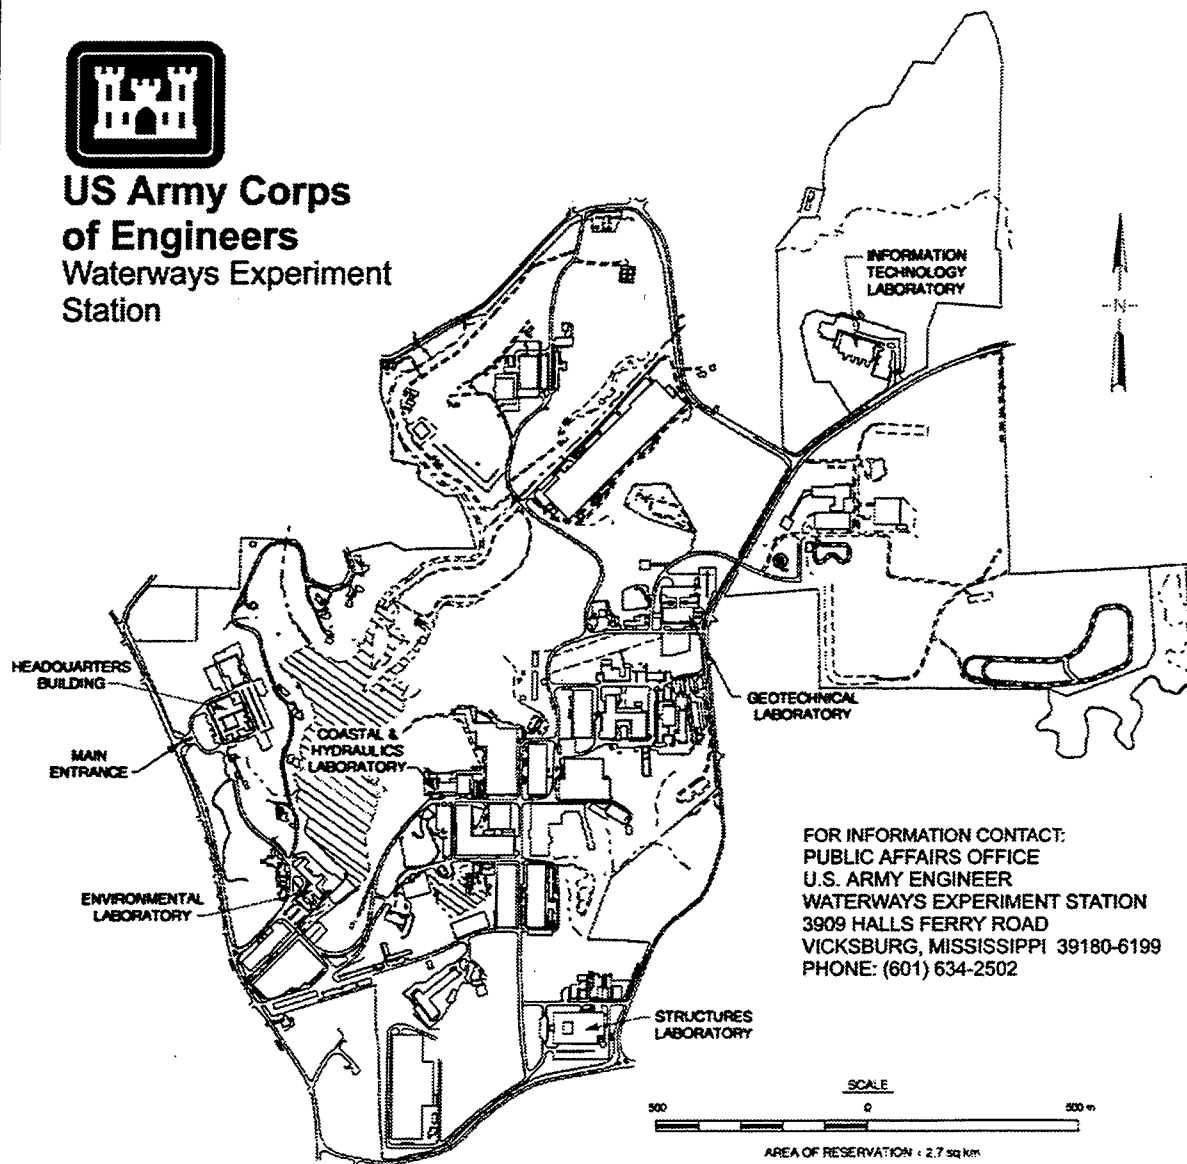 US Army Corps
of Engineers
Waterways Experiment
Station
INFORMATION
TECHNOLOGY
LABORATORY
N
HEADQUARTERS
BUILDING
MAIN
ENTRANCE
COASTAL &
HYDRAULICS
LABORATORY
GEOTECHNICAL
LABORATORY
ENVIRONMENTAL
LABORATORY
FOR INFORMATION CONTACT:
PUBLIC AFFAIRS OFFICE
U.S. ARMY ENGINEER
WATERWAYS EXPERIMENT STATION
3909 HALLS FERRY ROAD
VICKSBURG, MISSISSIPPI 39180-6199
PHONE: (601) 634-2502
STRUCTURES
LABORATORY
SCALE
500 0 500 m
AREA OF RESERVATION : 2.7 sq km